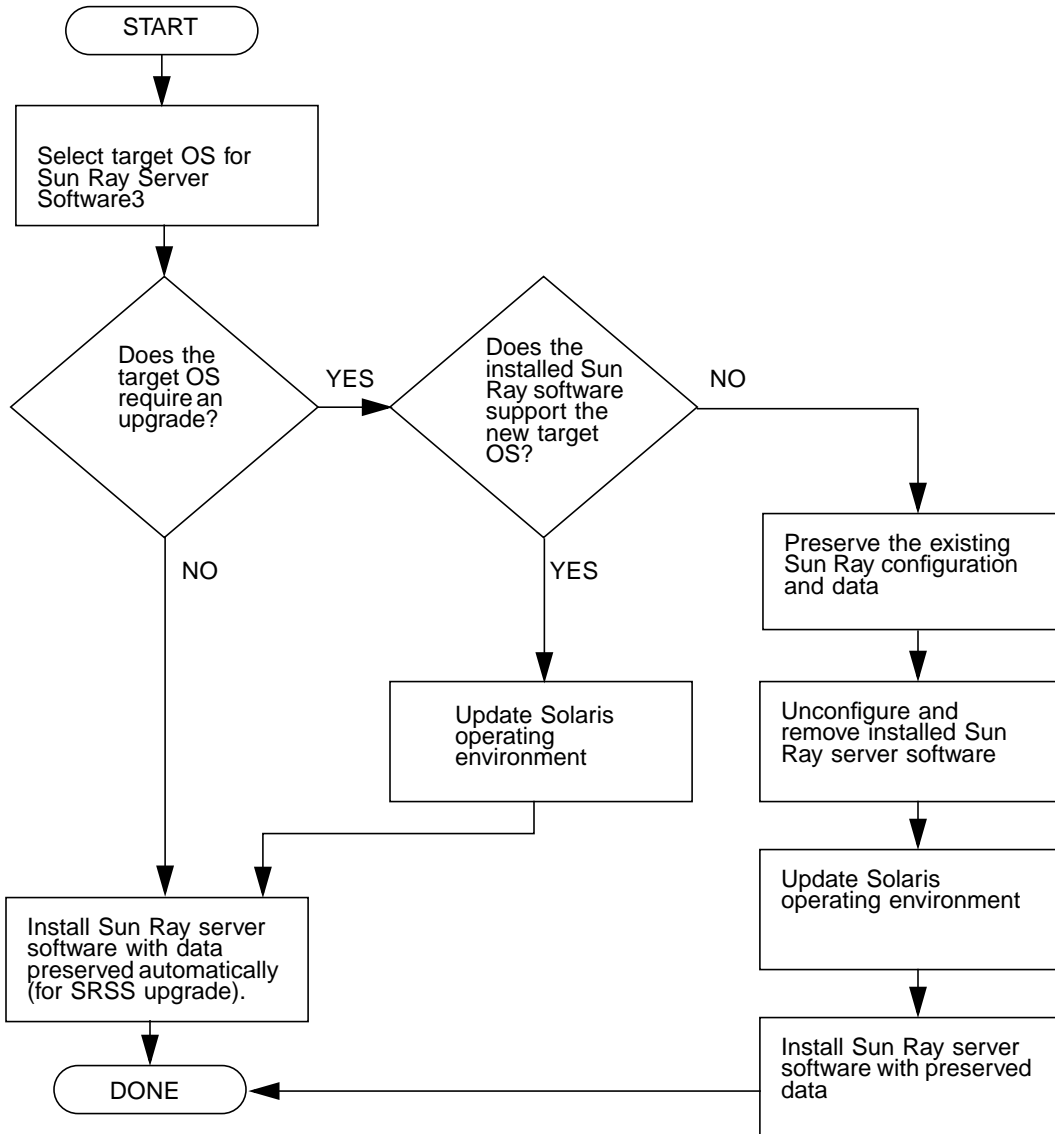 START
Select target OS for
Sun Ray Server
Software3
Does the
target OS
require an
upgrade?
YES
Does the
installed Sun
Ray software
support the
new target
OS?
NO
NO
YES
Preserve the existing
Sun Ray configuration
and data
Update Solaris
operating
environment
Unconfigure and
remove installed Sun
Ray server software
Update Solaris
operating environment
Install Sun Ray server
software with data
preserved automatically
(for SRSS upgrade).
Install Sun Ray server
software with preserved
data
DONE